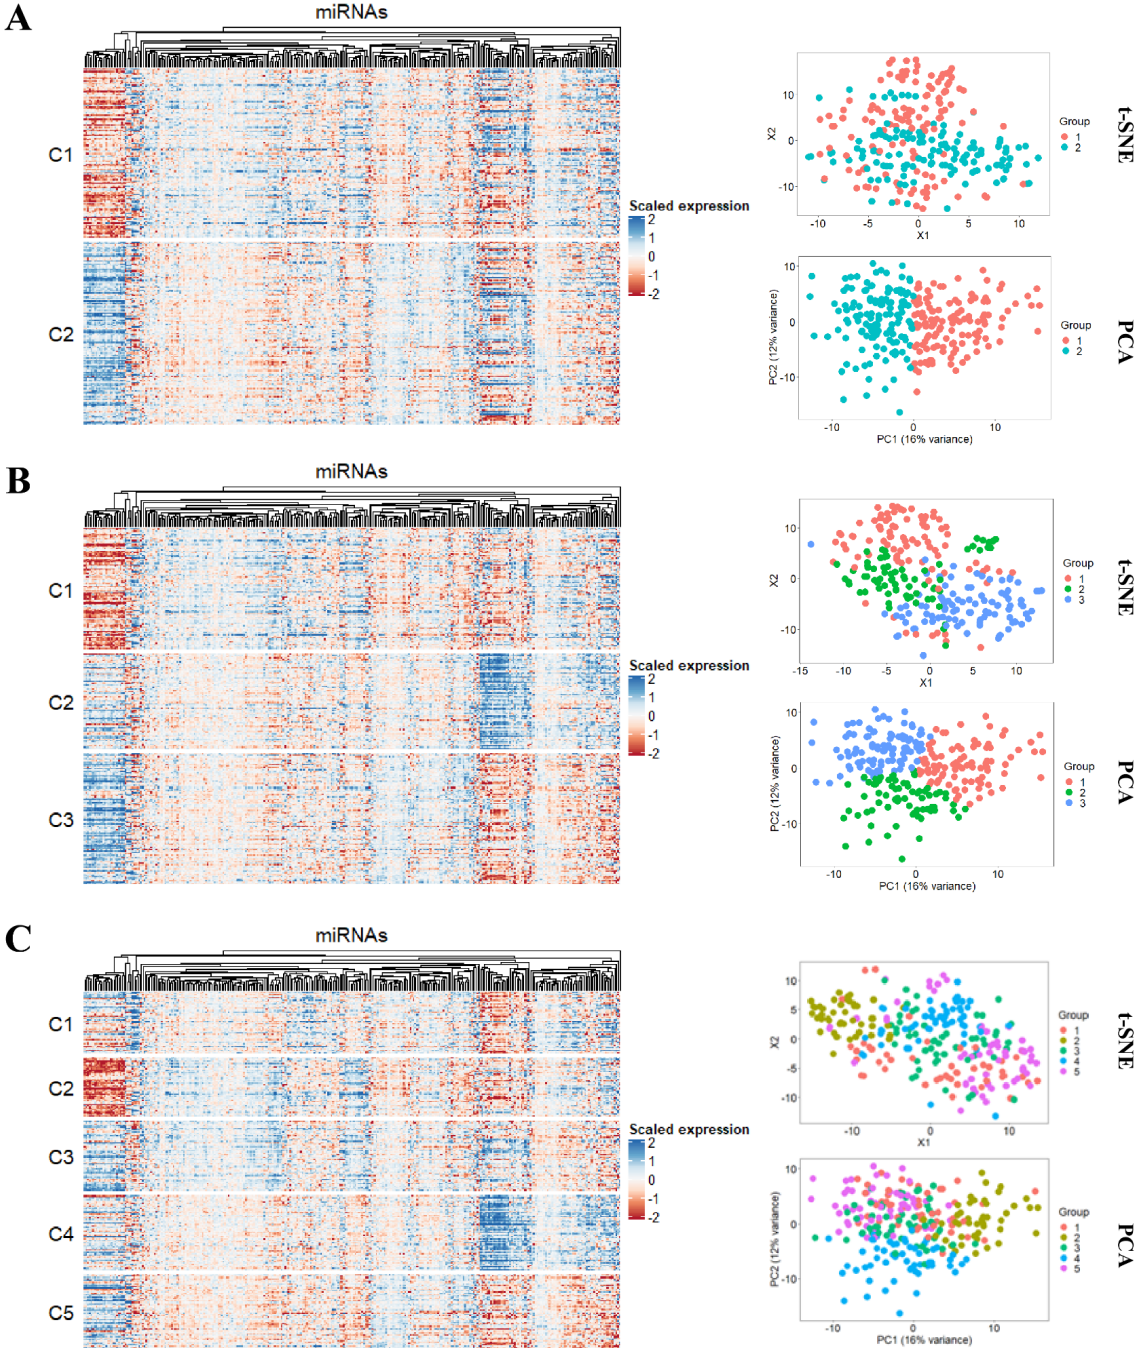 A
miRNAs
C1
C2
Scaled expression
2
1
0
-1
-2
10
0
-10
X2
-10
-5
0
5
10
X1
Group
1
2
t-SNE
10
0
-10
PC2 (12% variance)
-10
0
10
PC1 (16% variance)
Group
1
2
PCA
B
miRNAs
C1
C2
C3
Scaled expression
2
1
0
-1
-2
10
0
-10
X2
-15
-10
-5
0
5
10
X1
Group
1
2
3
t-SNE
10
0
-10
PC2 (12% variance)
-10
0
10
PC1 (16% variance)
Group
1
2
3
PCA
C
miRNAs
C1
C2
C3
C4
C5
Scaled expression
2
1
0
-1
-2
10
5
0
-5
-10
X2
-10
0
10
X1
Group
1
2
3
4
5
t-SNE
10
0
-10
PC2 (12% variance)
-10
0
10
PC1 (16% variance)
Group
1
2
3
4
5
PCA